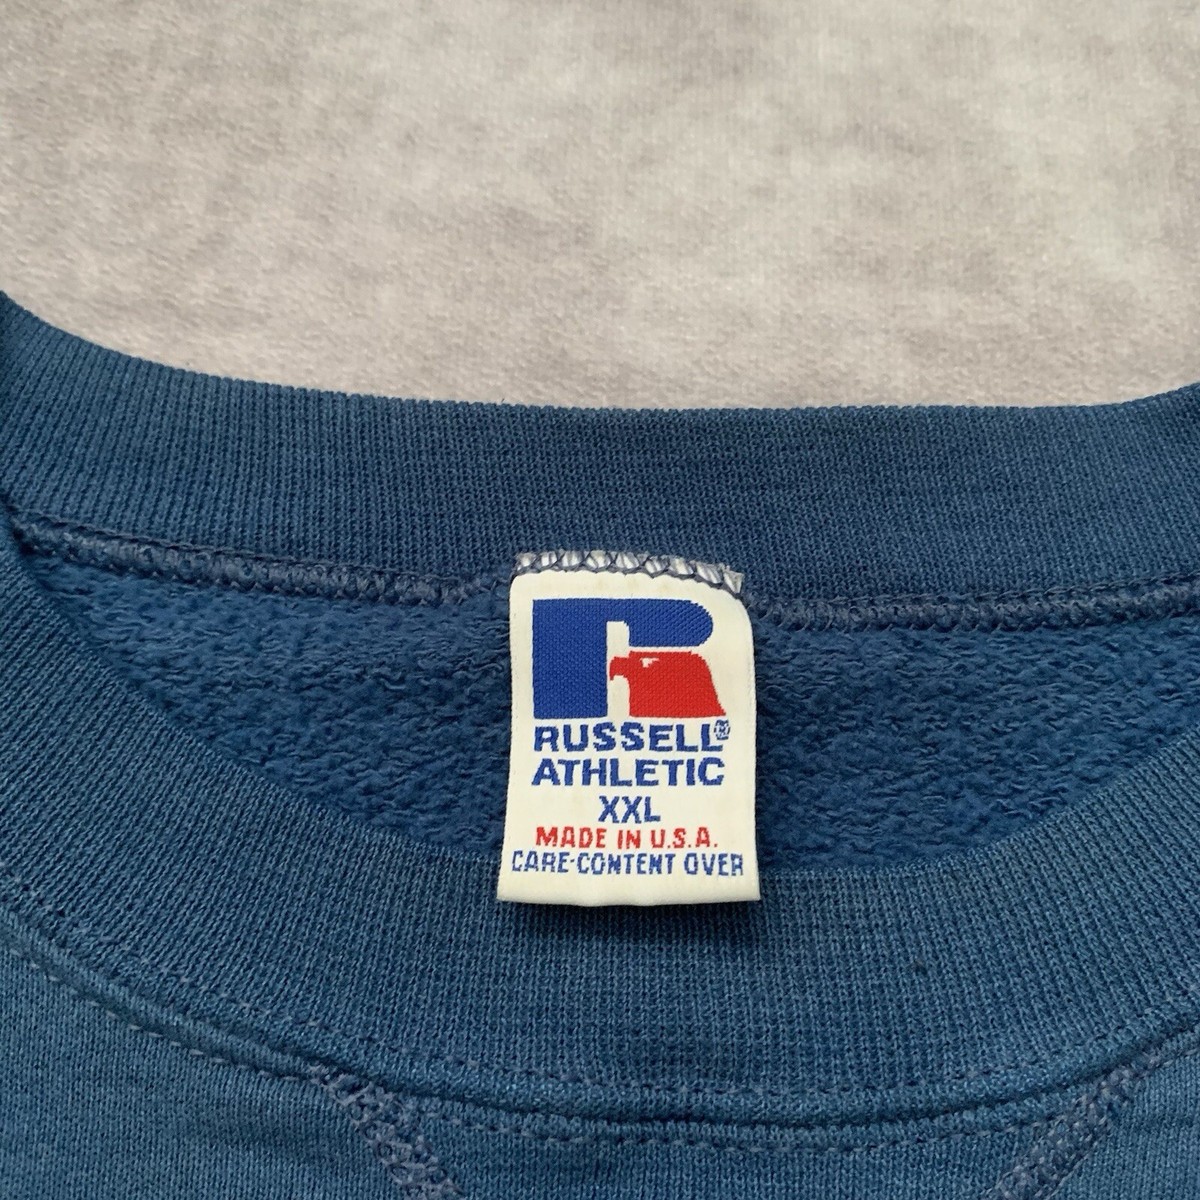 RUSSELL®
ATHLETIC
XXL
MADE IN U.S.A.
CARE-CONTENT OVER